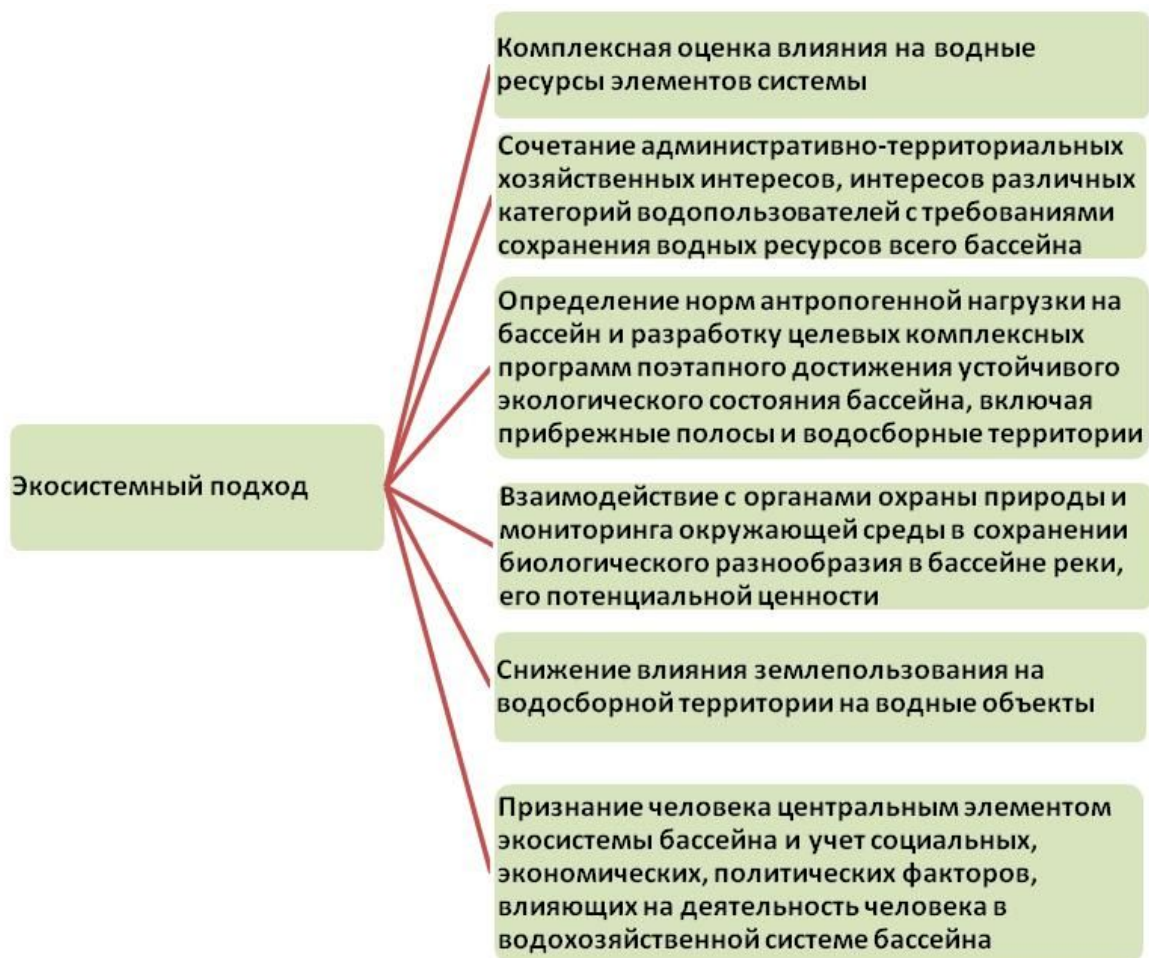 Комплексная оценка влияния на водные
ресурсы элементов системы
Сочетание административно-территориальных
хозяйственных интересов, интересов различных
категорий водопользователей с требованиями
сохранения водных ресурсов всего бассейна
Определение норм антропогенной нагрузки на
бассейн и разработку целевых комплексных
программ поэтапного достижения устойчивого
экологического состояния бассейна, включая
прибрежные полосы и водосборные территории
Экосистемный подход
Взаимодействие с органами охраны природы и
мониторинга окружающей среды в сохранении
биологического разнообразия в бассейне реки,
его потенциальной ценности
Снижение влияния землепользования на
водосборной территории на водные объекты
Признание человека центральным элементом
экосистемы бассейна и учет социальных,
экономических, политических факторов,
влияющих на деятельность человека в
водохозяйственной системе бассейна